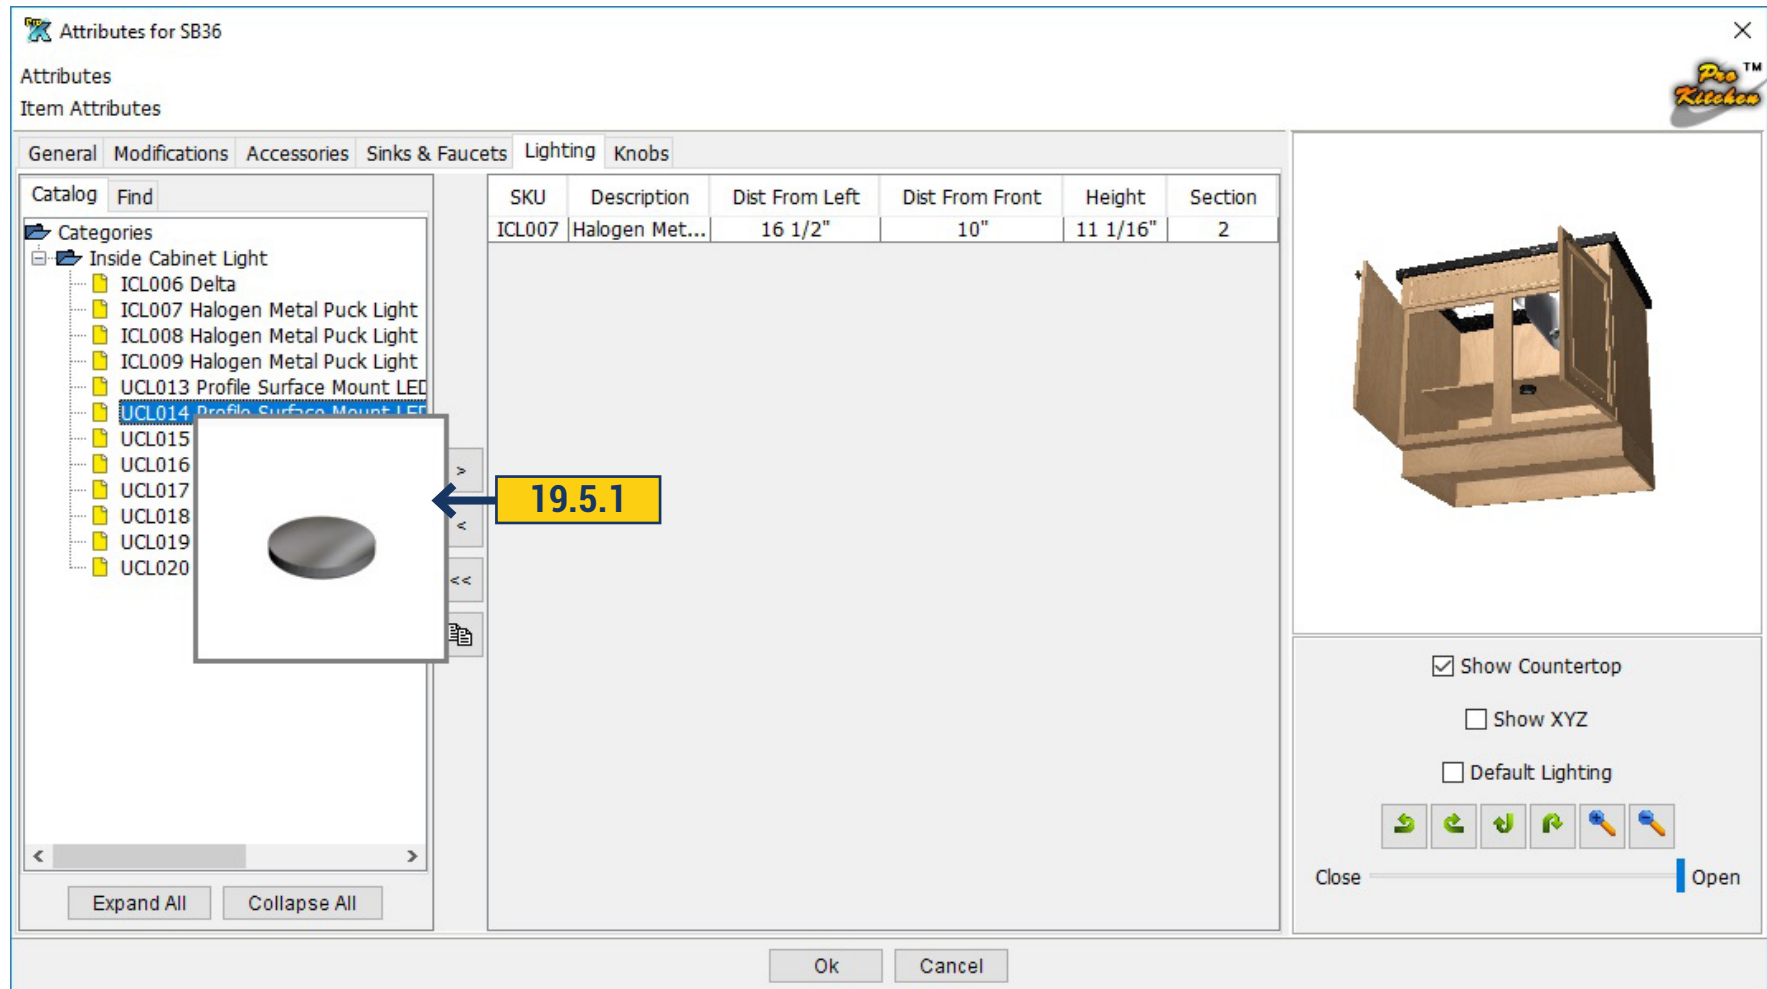 Attributes for SB36
Attributes
Item Attributes
Pro Kitchen TM
General Modifications Accessories Sinks & Faucets Lighting Knobs
Catalog Find
Categories
Inside Cabinet Light
ICL006 Delta
ICL007 Halogen Metal Puck Light
ICL008 Halogen Metal Puck Light
ICL009 Halogen Metal Puck Light
UCL013 Profile Surface Mount LED
UCL014 Profile Surface Mount LED
UCL015
UCL016
UCL017
UCL018
UCL019
UCL020
>
<
<<
19.5.1
Expand All Collapse All
SKU Description Dist From Left Dist From Front Height Section
ICL007 Halogen Met... 16 1/2" 10" 11 1/16" 2
Show Countertop
Show XYZ
Default Lighting
Close Open
Ok Cancel